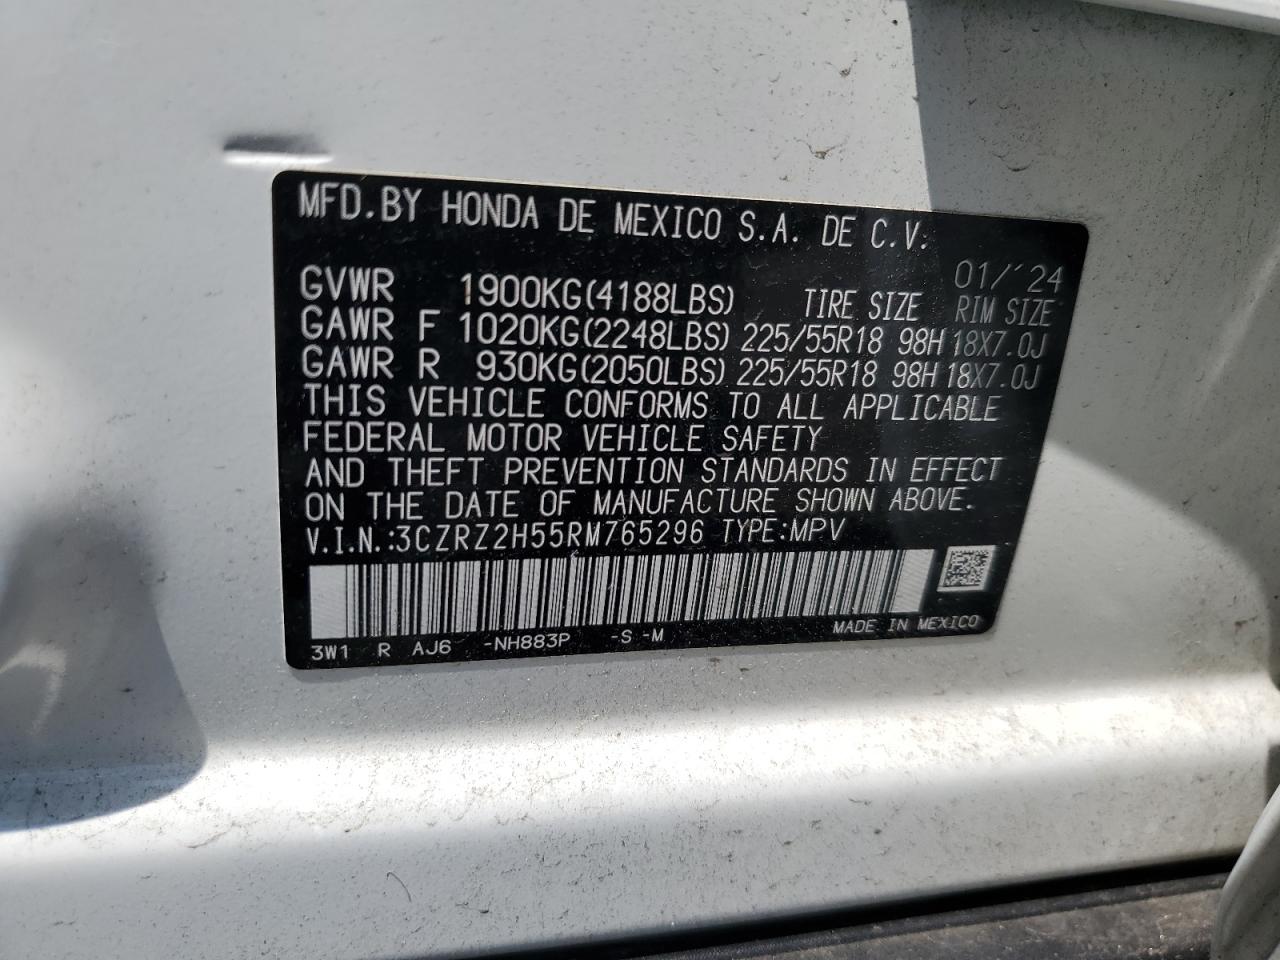 MFD.BY HONDA DE MEXICO S.A. DE C.V.
01/'24
GVWR 1900KG(4188LBS) TIRE SIZE RIM SIZE
GAWR F 1020KG(2248LBS) 225/55R18 98H 18X7.0J
GAWR R 930KG(2050LBS) 225/55R18 98H 18X7.0J
THIS VEHICLE CONFORMS TO ALL APPLICABLE
FEDERAL MOTOR VEHICLE SAFETY
AND THEFT PREVENTION STANDARDS IN EFFECT
ON THE DATE OF MANUFACTURE SHOWN ABOVE.
V.I.N.:3CZRZ2H55RM765296 TYPE:MPV
MADE IN MEXICO
3W1 R AJ6 -NH883P -S -M